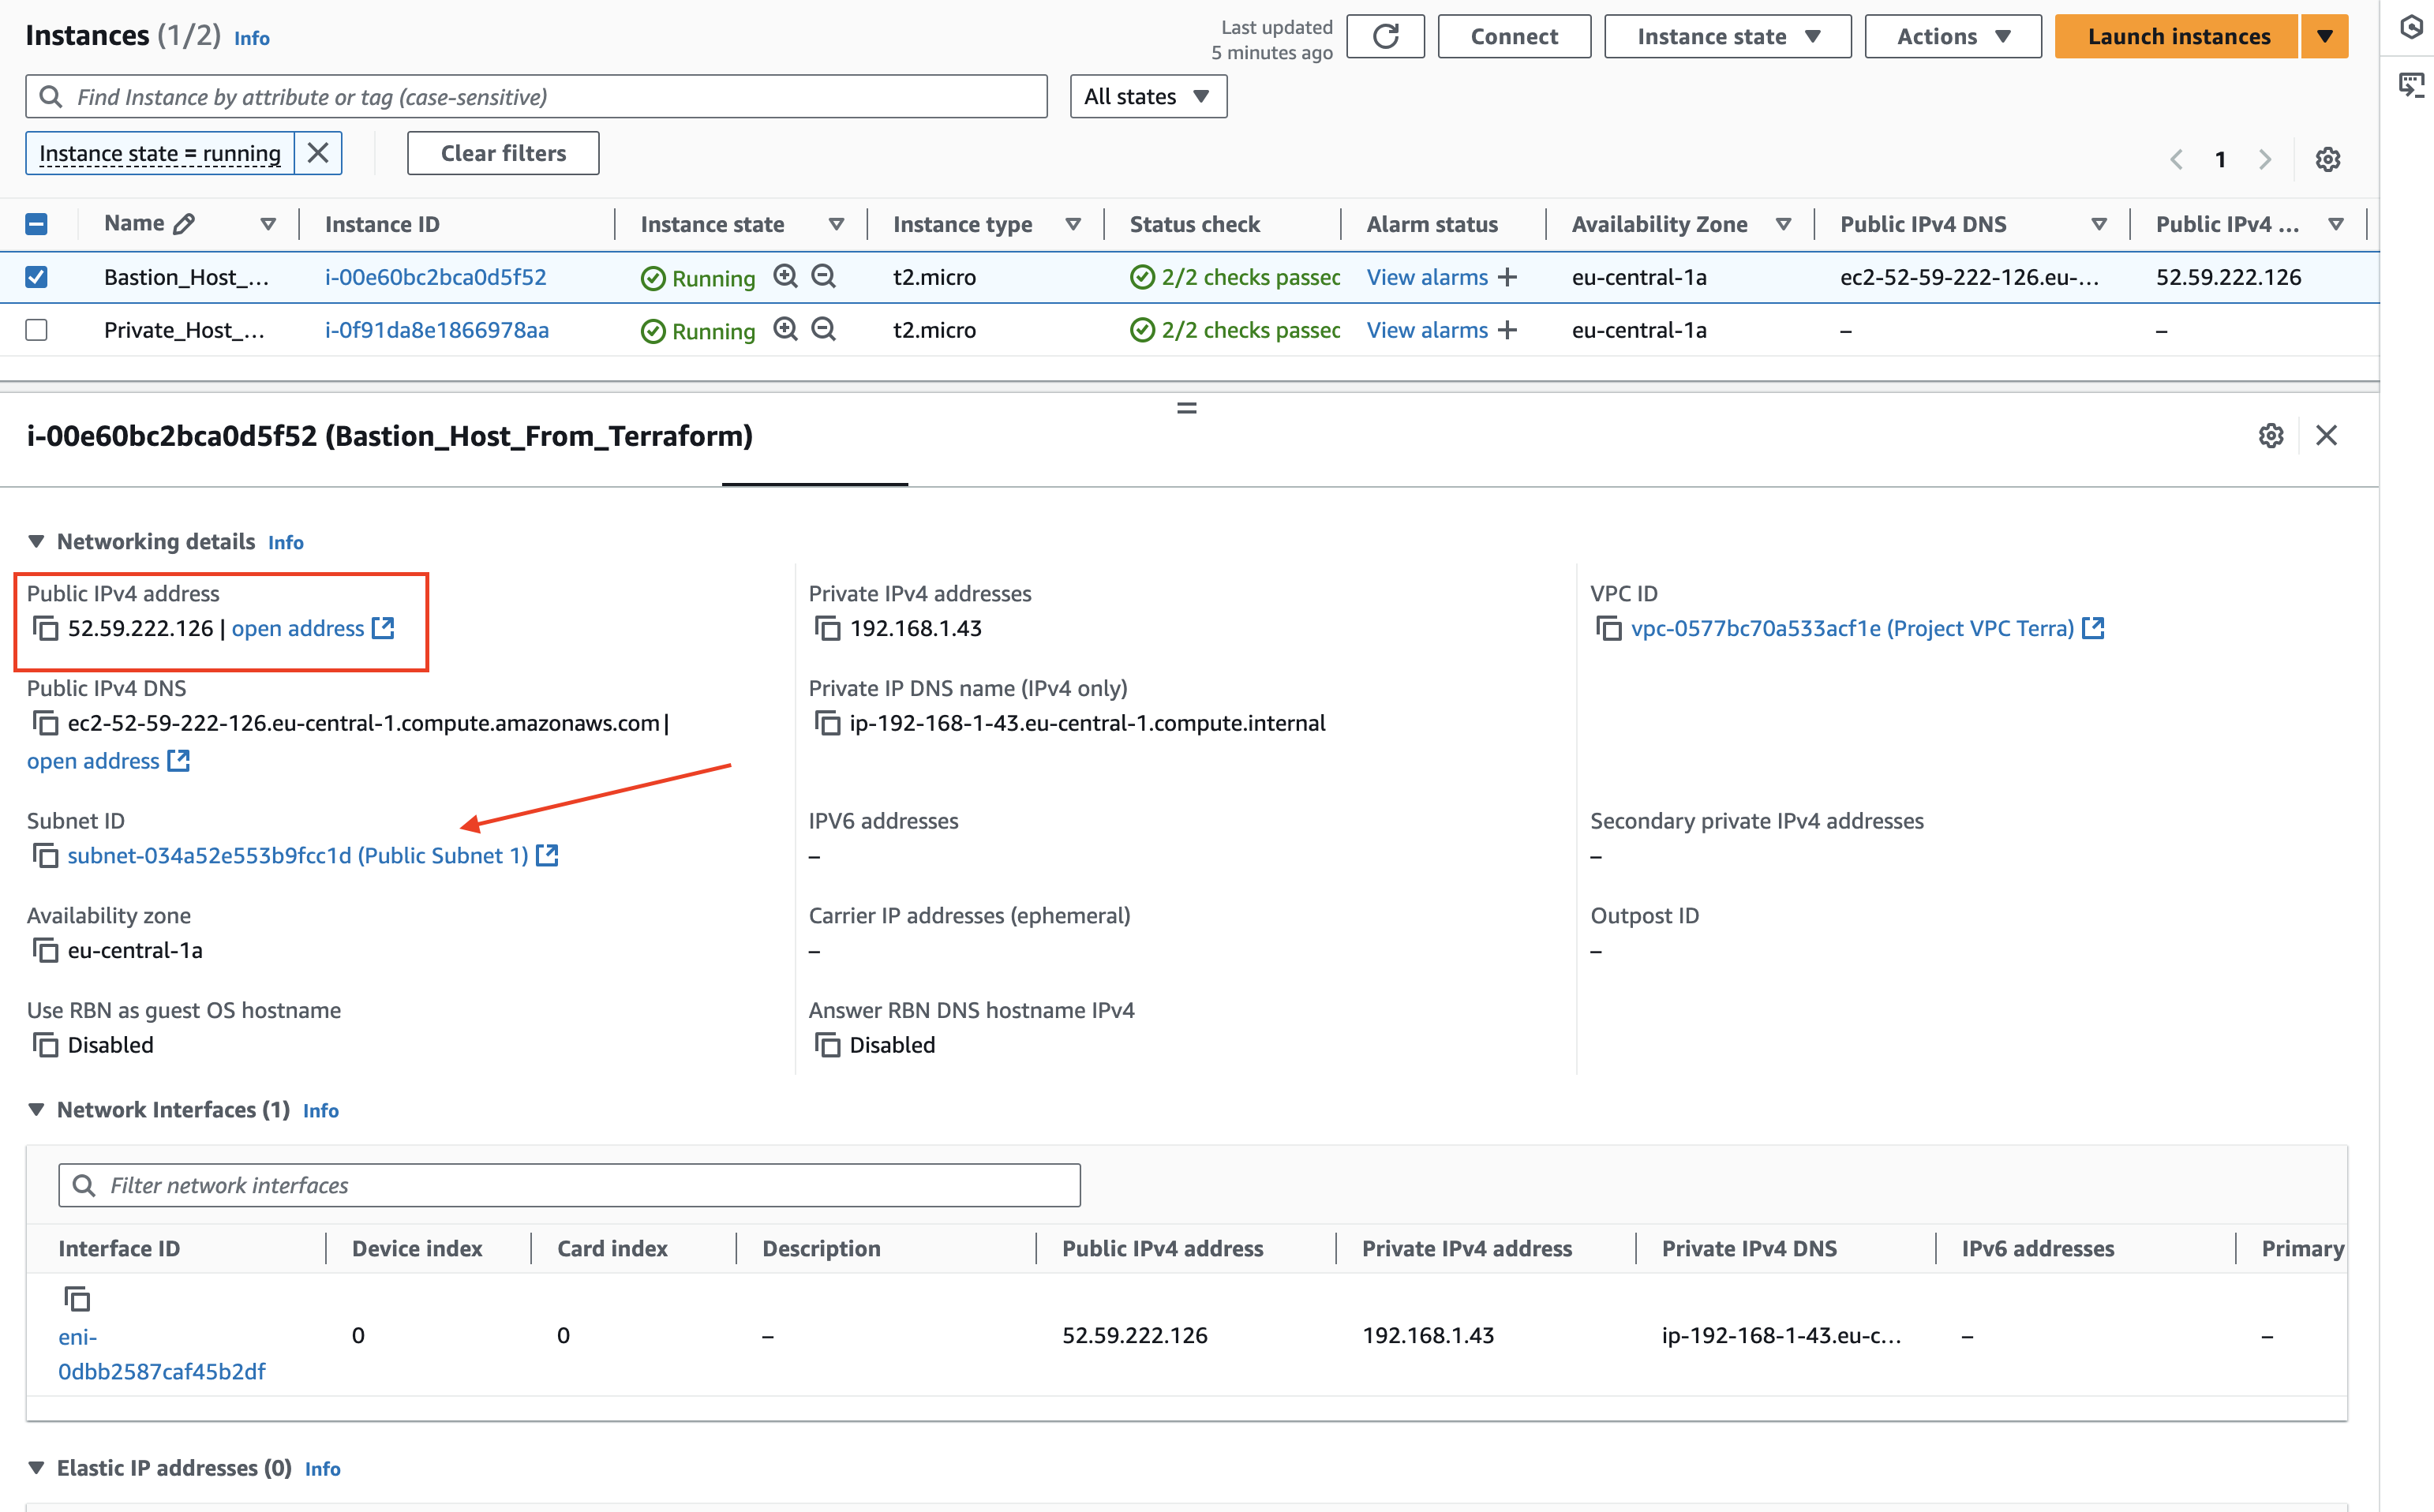 Instances (1/2) Info
Last updated
5 minutes ago
Connect
Instance state
Actions
Launch instances
Find Instance by attribute or tag (case-sensitive)
All states
Instance state = running
Clear filters
1
Name Instance ID Instance state Instance type Status check Alarm status Availability Zone Public IPv4 DNS Public IPv4 ...
Bastion_Host_... i-00e60bc2bca0d5f52 Running t2.micro 2/2 checks passec View alarms + eu-central-1a ec2-52-59-222-126.eu-... 52.59.222.126
Private_Host_... i-0f91da8e1866978aa Running t2.micro 2/2 checks passec View alarms + eu-central-1a – –
i-00e60bc2bca0d5f52 (Bastion_Host_From_Terraform)
Networking details Info
Public IPv4 address
52.59.222.126 | open address
Private IPv4 addresses
192.168.1.43
VPC ID
vpc-0577bc70a533acf1e (Project VPC Terra)
Public IPv4 DNS
ec2-52-59-222-126.eu-central-1.compute.amazonaws.com |
open address
Private IP DNS name (IPv4 only)
ip-192-168-1-43.eu-central-1.compute.internal
Subnet ID
subnet-034a52e553b9fcc1d (Public Subnet 1)
IPV6 addresses
–
Secondary private IPv4 addresses
–
Availability zone
eu-central-1a
Carrier IP addresses (ephemeral)
–
Outpost ID
–
Use RBN as guest OS hostname
Disabled
Answer RBN DNS hostname IPv4
Disabled
Network Interfaces (1) Info
Filter network interfaces
Interface ID Device index Card index Description Public IPv4 address Private IPv4 address Private IPv4 DNS IPv6 addresses Primary
eni-
0dbb2587caf45b2df
0 0 – 52.59.222.126 192.168.1.43 ip-192-168-1-43.eu-c... – –
Elastic IP addresses (0) Info